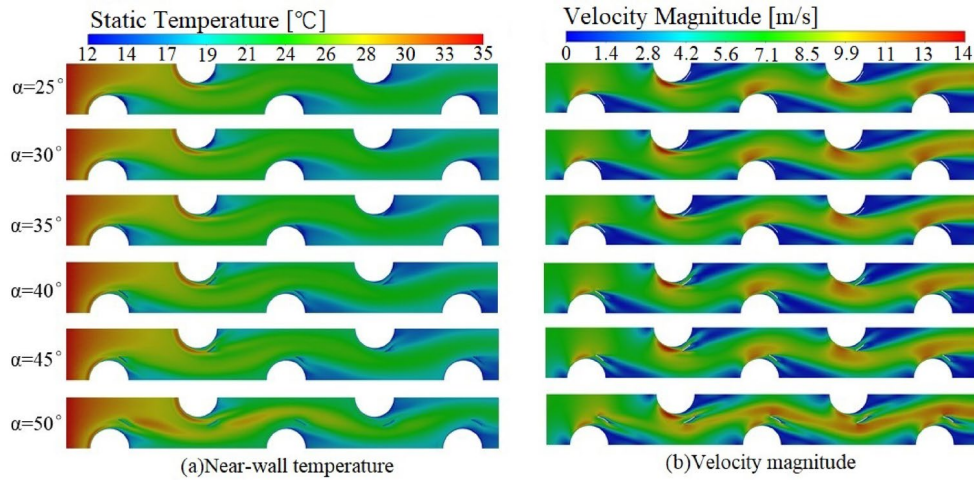 Static Temperature [℃]
12 14 17 19 21 24 26 28 30 33 35
Velocity Magnitude [m/s]
0 1.4 2.8 4.2 5.6 7.1 8.5 9.9 11 13 14
α=25°
α=30°
α=35°
α=40°
α=45°
α=50°
(a)Near-wall temperature
(b)Velocity magnitude